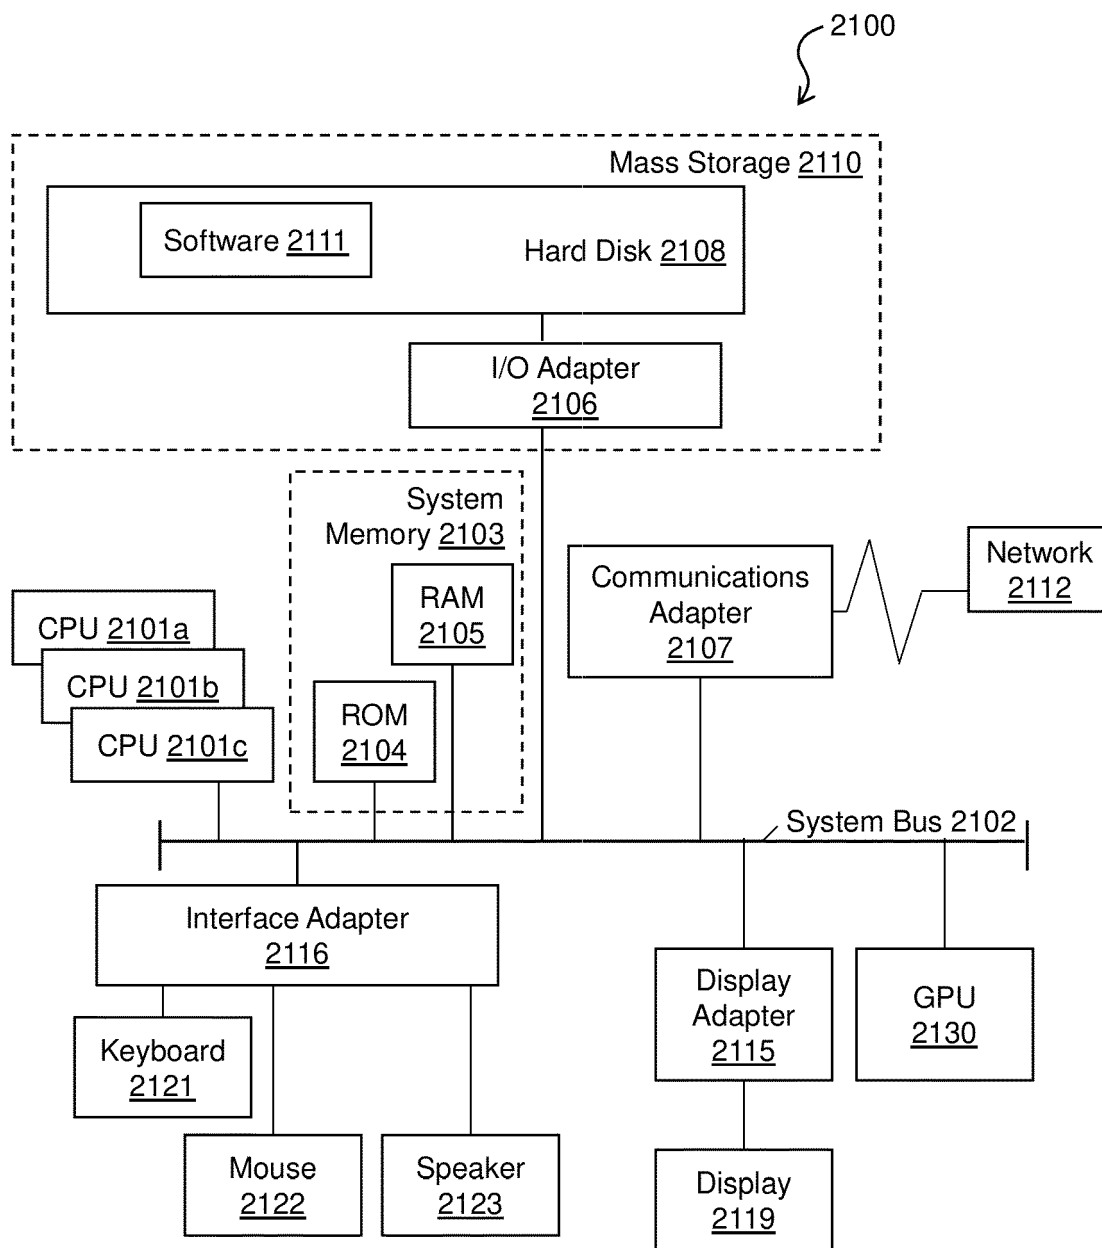 2100
Mass Storage 2110
Software 2111
Hard Disk 2108
I/O Adapter
2106
System
Memory 2103
RAM
2105
ROM
2104
Communications
Adapter
2107
Network
2112
CPU 2101a
CPU 2101b
CPU 2101c
System Bus 2102
Interface Adapter
2116
Display
Adapter
2115
GPU
2130
Keyboard
2121
Mouse
2122
Speaker
2123
Display
2119